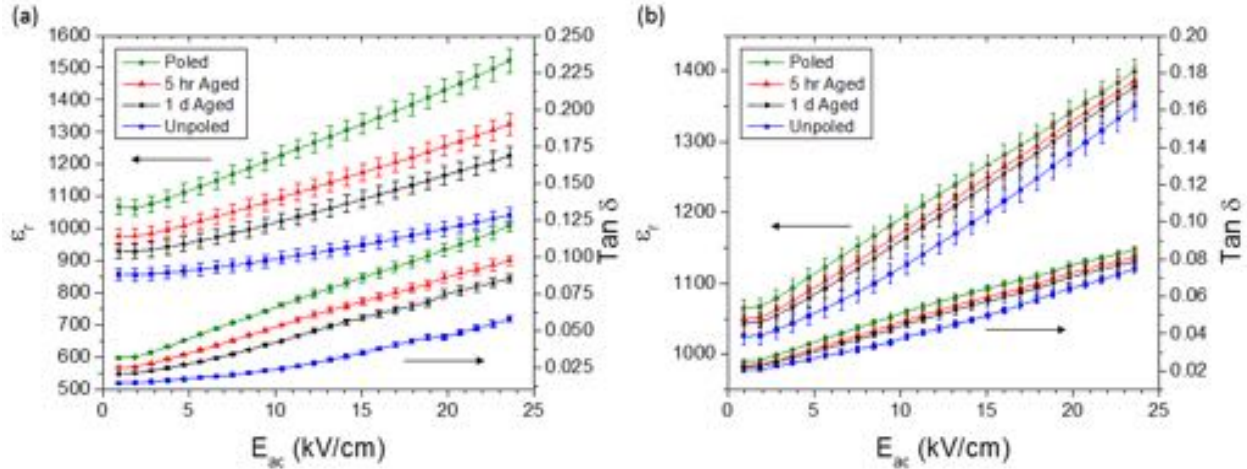 (a)
1600
1500
1400
1300
1200
1100
1000
900
800
700
600
500
εr
Poled
5 hr Aged
1 d Aged
Unpoled
0.250
0.225
0.200
0.175
0.150
0.125
0.100
0.075
0.050
0.025
Tan δ
0 5 10 15 20 25
Eac (kV/cm)
(b)
1400
1300
1200
1100
1000
εr
Poled
5 hr Aged
1 d Aged
Unpoled
0.20
0.18
0.16
0.14
0.12
0.10
0.08
0.06
0.04
0.02
Tan δ
0 5 10 15 20 25
Eac (kV/cm)